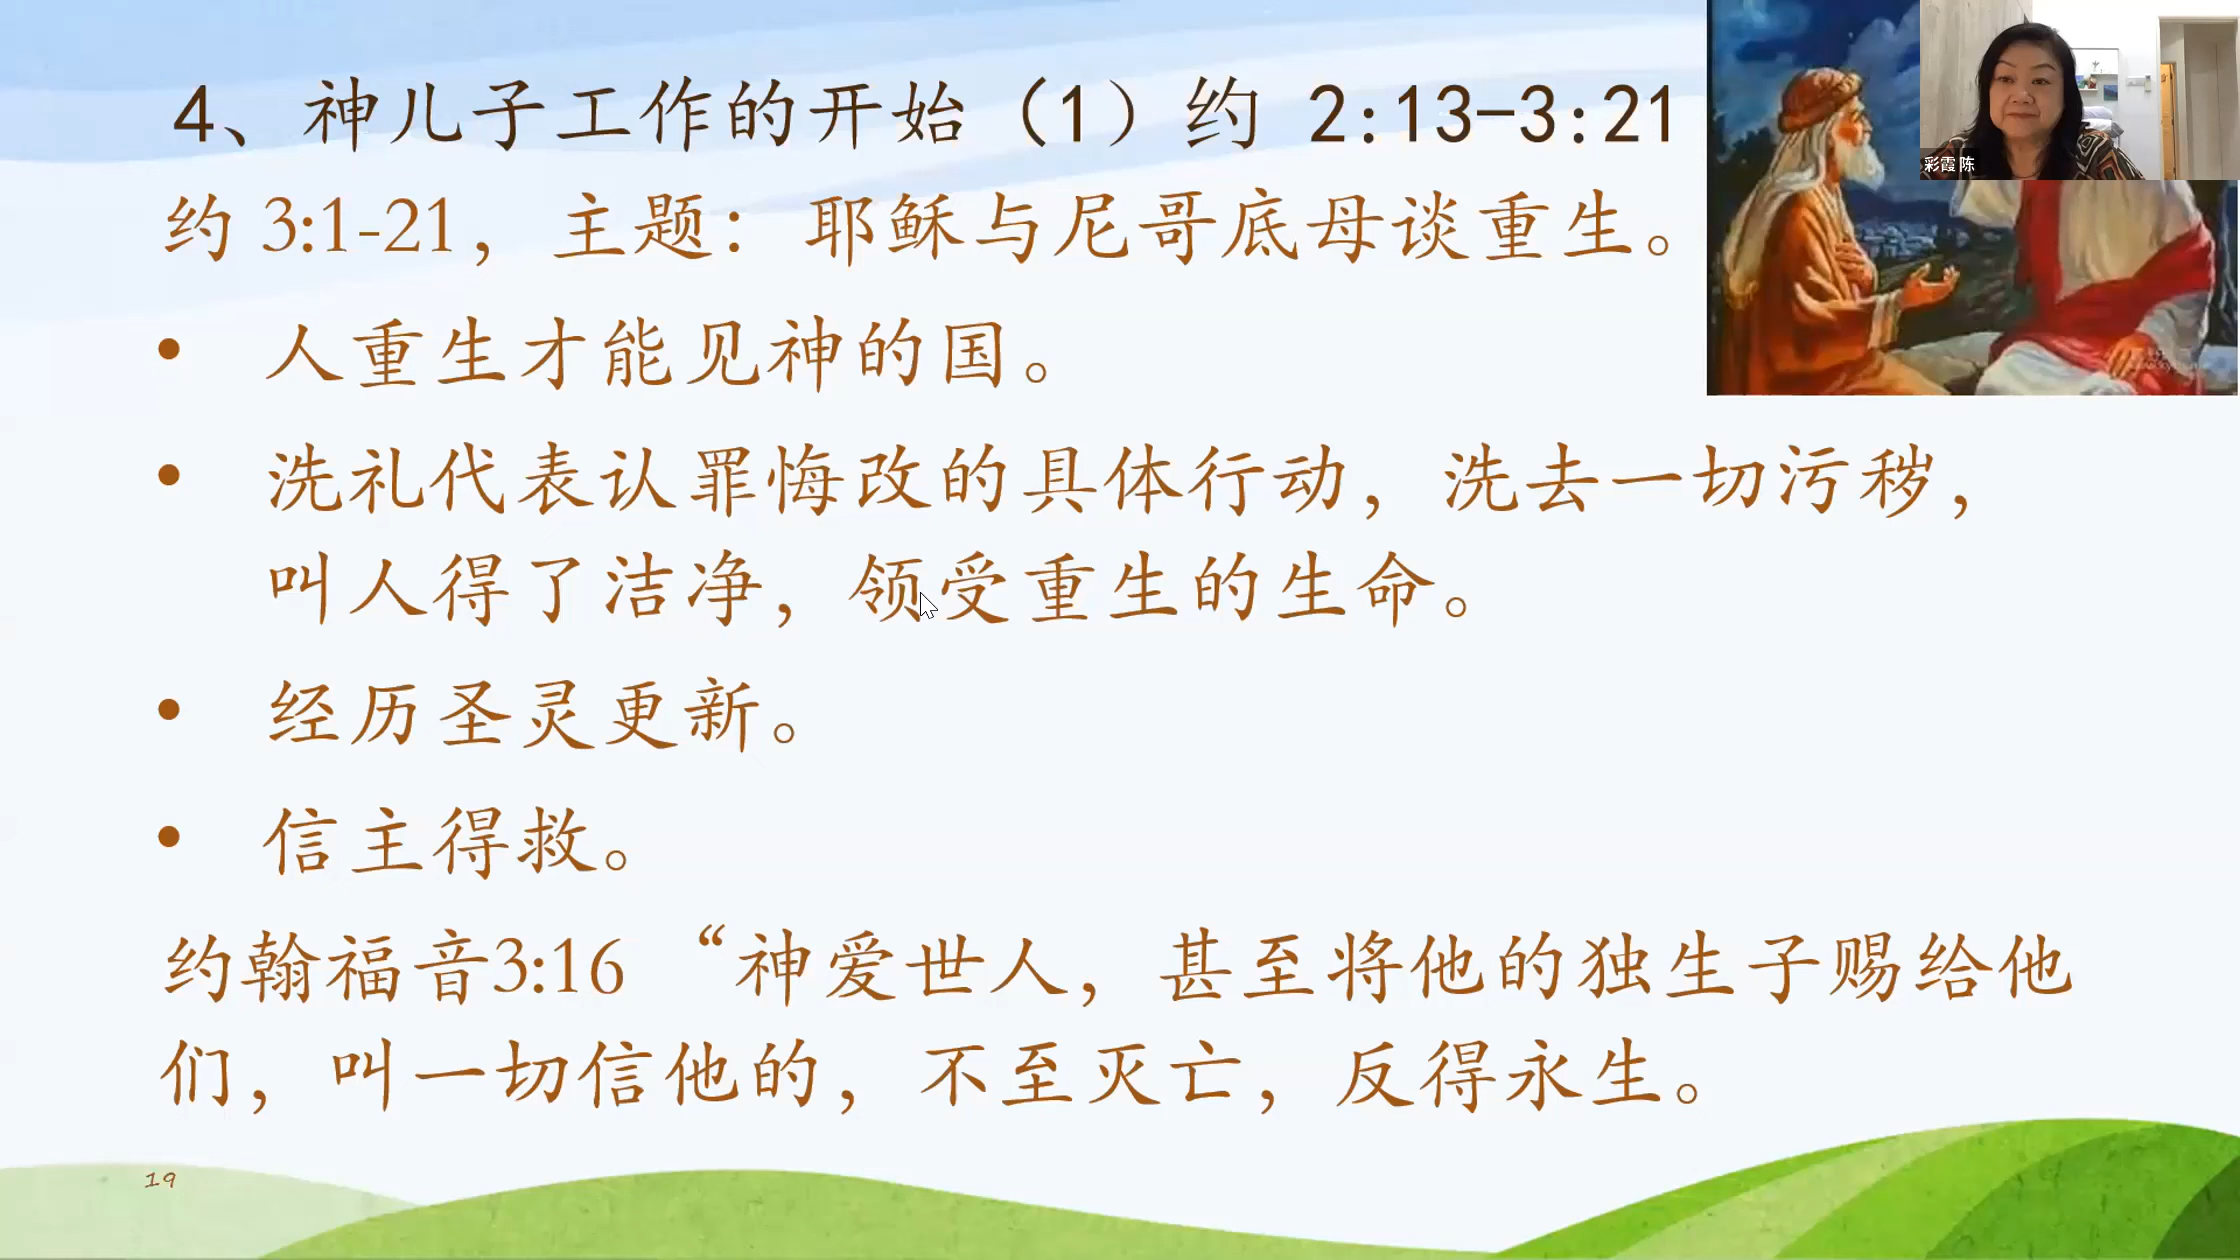 4、神儿子工作的开始（1）约 2:13-3:21
彩霞 陈
约 3:1-21，主题：耶稣与尼哥底母谈重生。
• 人重生才能见神的国。
• 洗礼代表认罪悔改的具体行动，洗去一切污秽，
叫人得了洁净，领受重生的生命。
• 经历圣灵更新。
• 信主得救。
约翰福音3:16 “神爱世人，甚至将他的独生子赐给他
们，叫一切信他的，不至灭亡，反得永生。
19